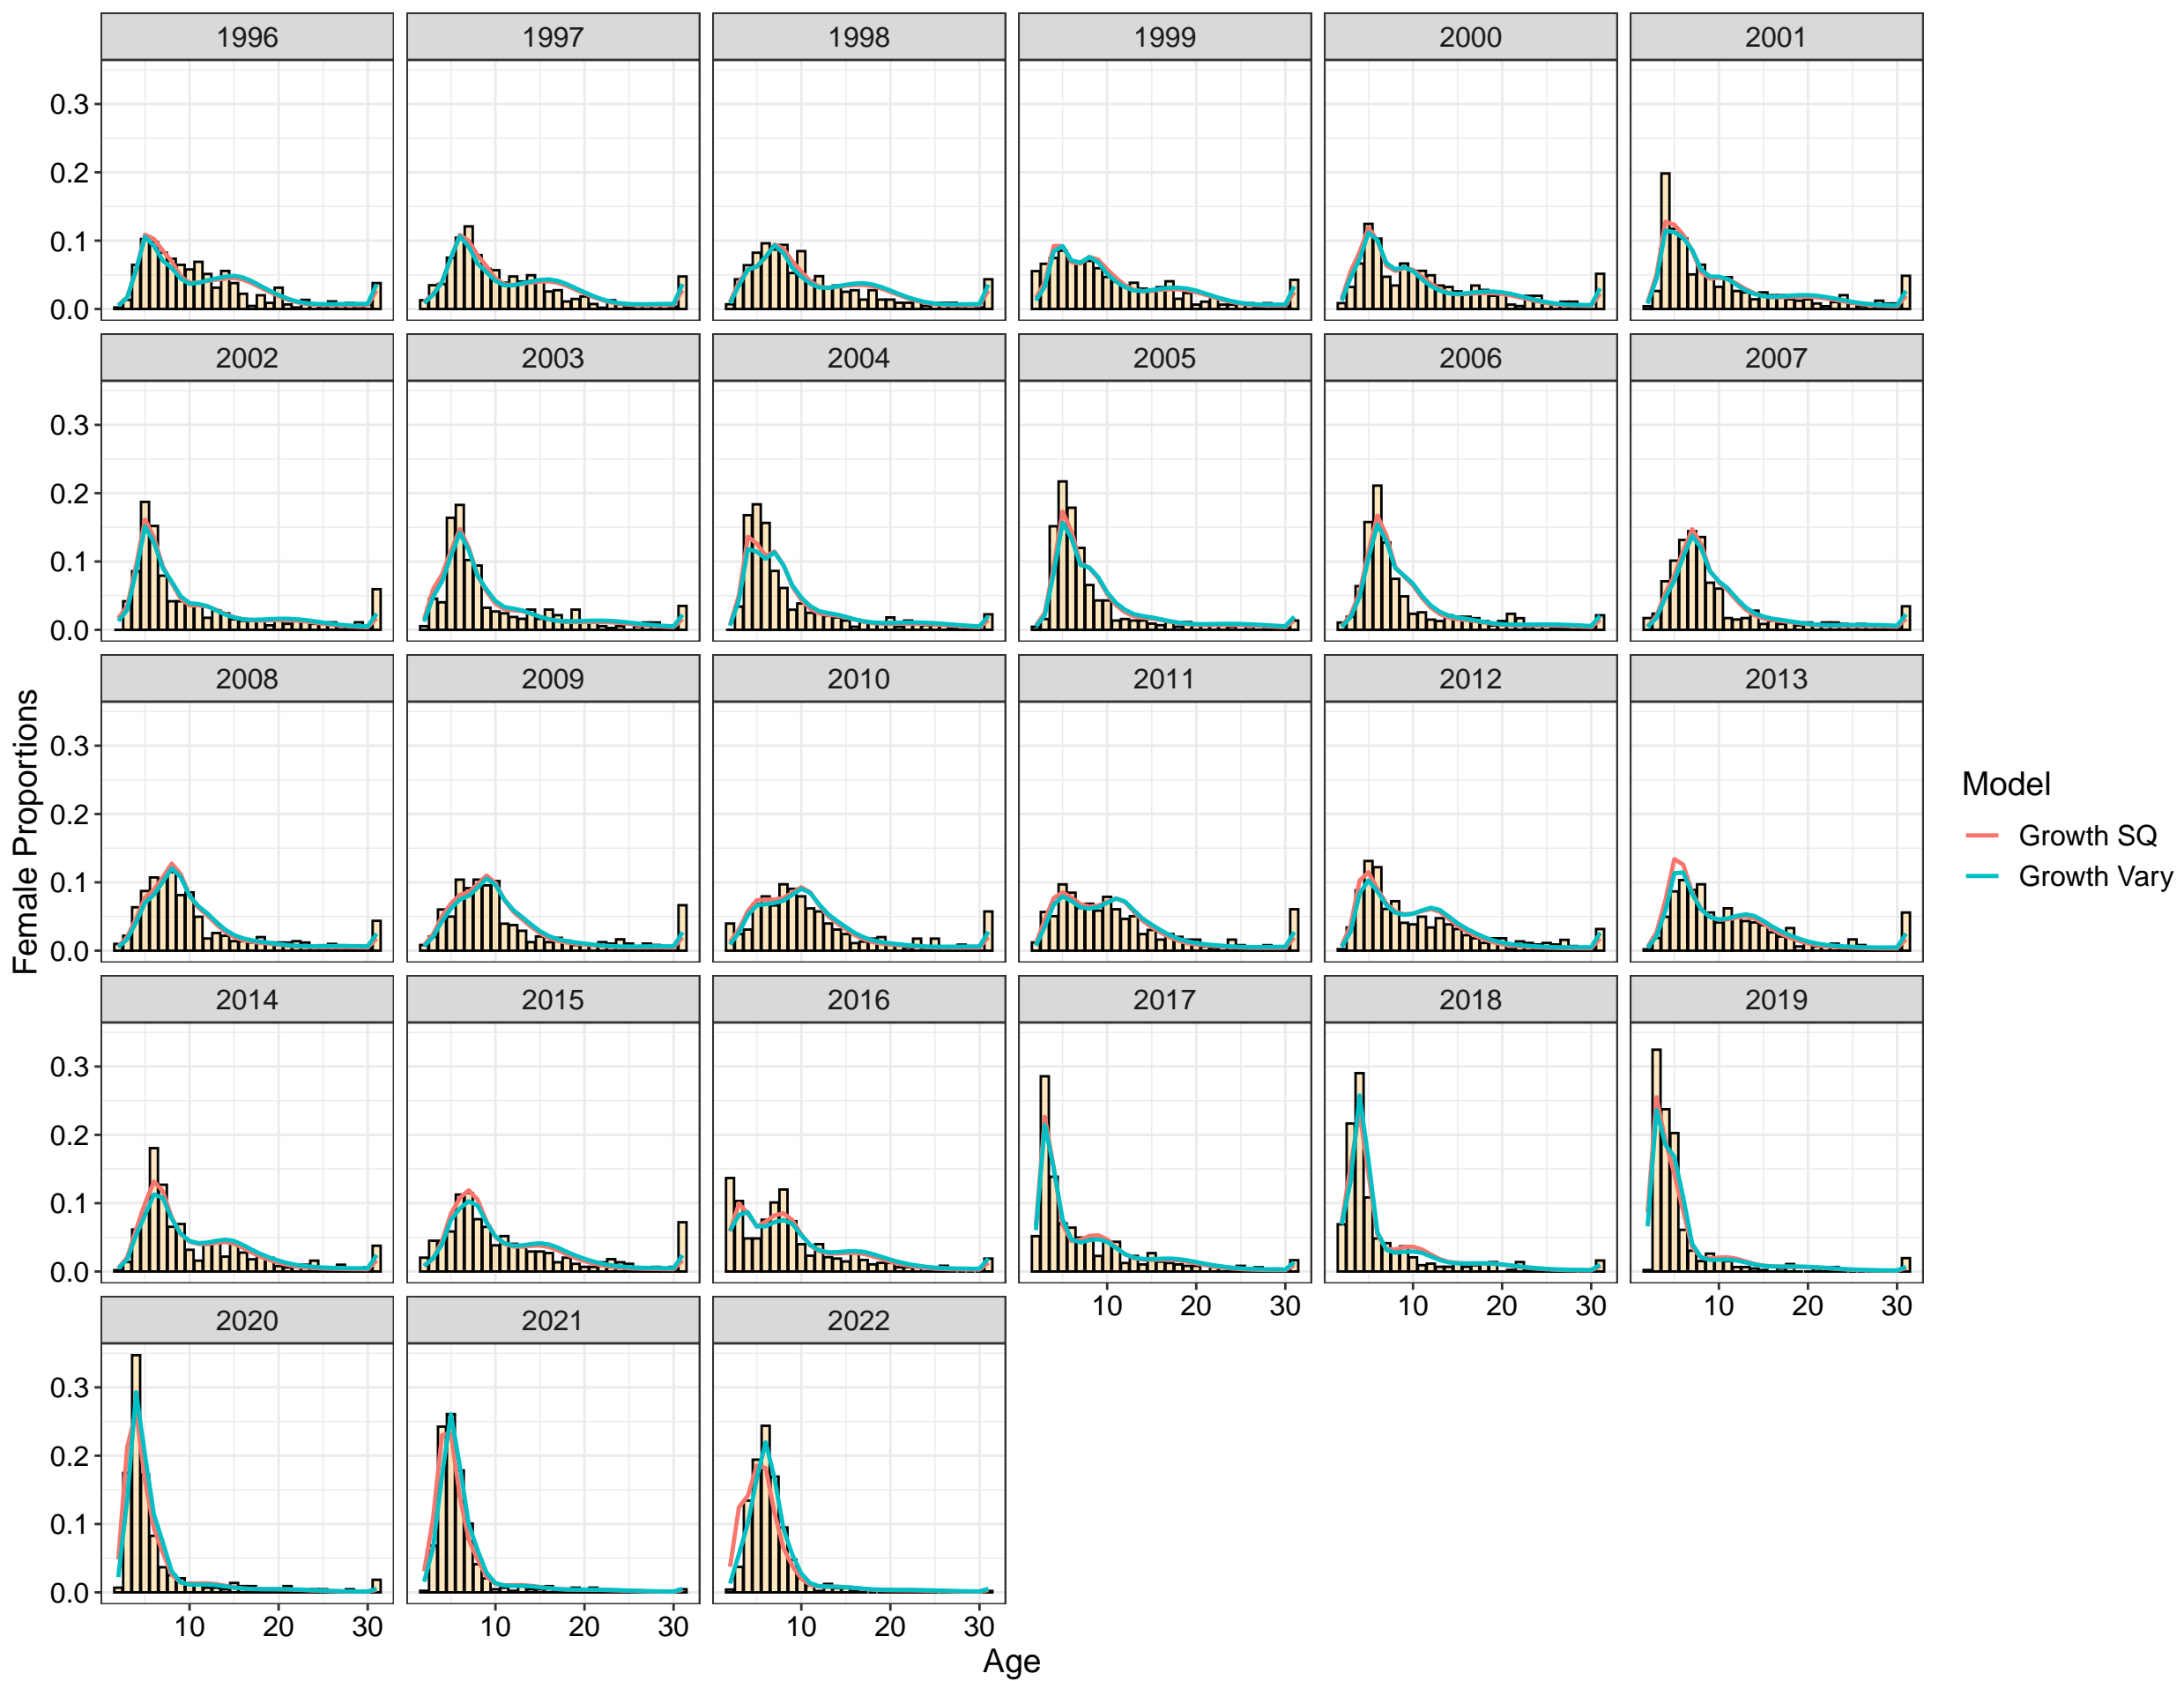 1996 1997 1998 1999 2000 2001
0.3
0.2
0.1
0.0
2002 2003 2004 2005 2006 2007
0.3
0.2
0.1
0.0
2008 2009 2010 2011 2012 2013
0.3
0.2
0.1
0.0
2014 2015 2016 2017 2018 2019
0.3
0.2
0.1
0.0
10 20 30 10 20 30 10 20 30
2020 2021 2022
0.3
0.2
0.1
0.0
10 20 30 10 20 30 10 20 30
Age
Female Proportions
Model
Growth SQ
Growth Vary